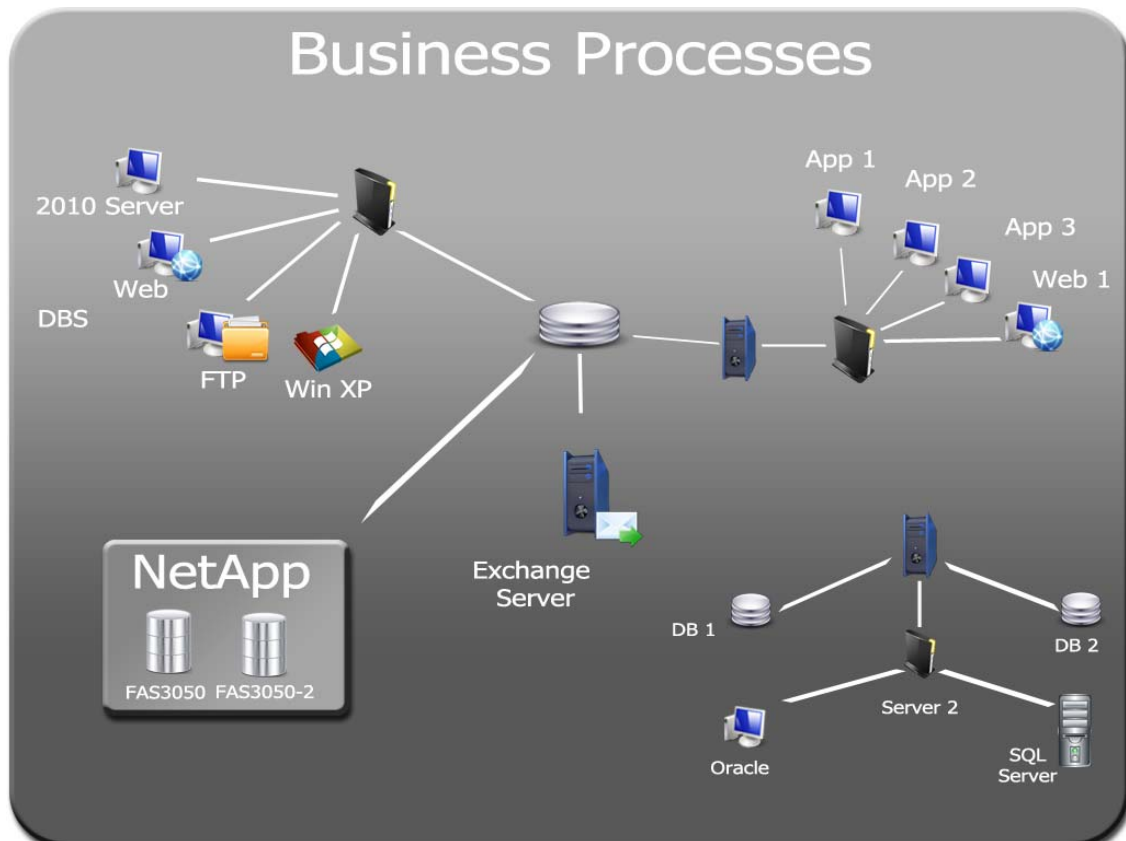 Business Processes
2010 Server
Web
DBS
FTP
Win XP
App 1
App 2
App 3
Web 1
Exchange
Server
NetApp
FAS3050
FAS3050-2
DB 1
DB 2
Server 2
Oracle
SQL
Server